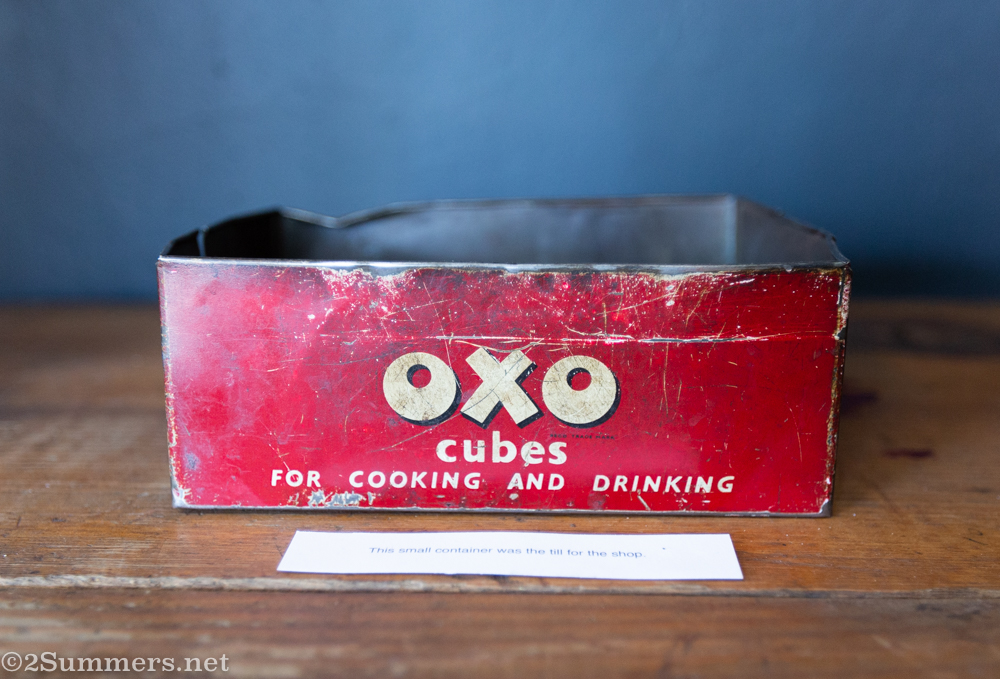 OXO
cubes
FOR COOKING AND DRINKING
This small container was the till for the shop.
©2Summers.net